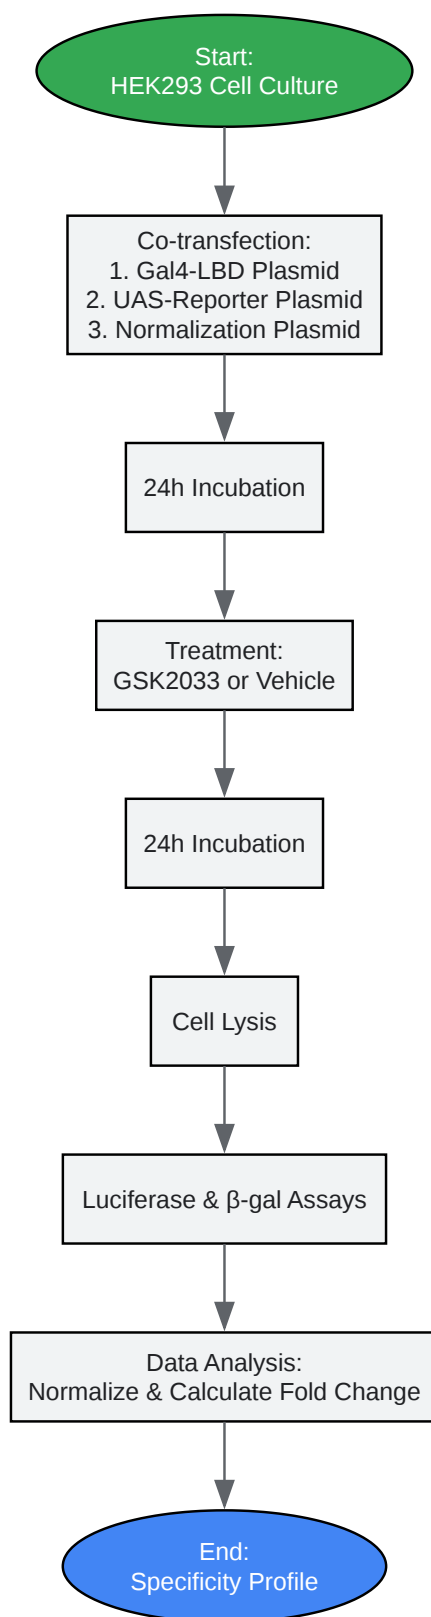 Start:
HEK293 Cell Culture
Co-transfection:
1. Gal4-LBD Plasmid
2. UAS-Reporter Plasmid
3. Normalization Plasmid
24h Incubation
Treatment:
GSK2033 or Vehicle
24h Incubation
Cell Lysis
Luciferase & β-gal Assays
Data Analysis:
Normalize & Calculate Fold Change
End:
Specificity Profile